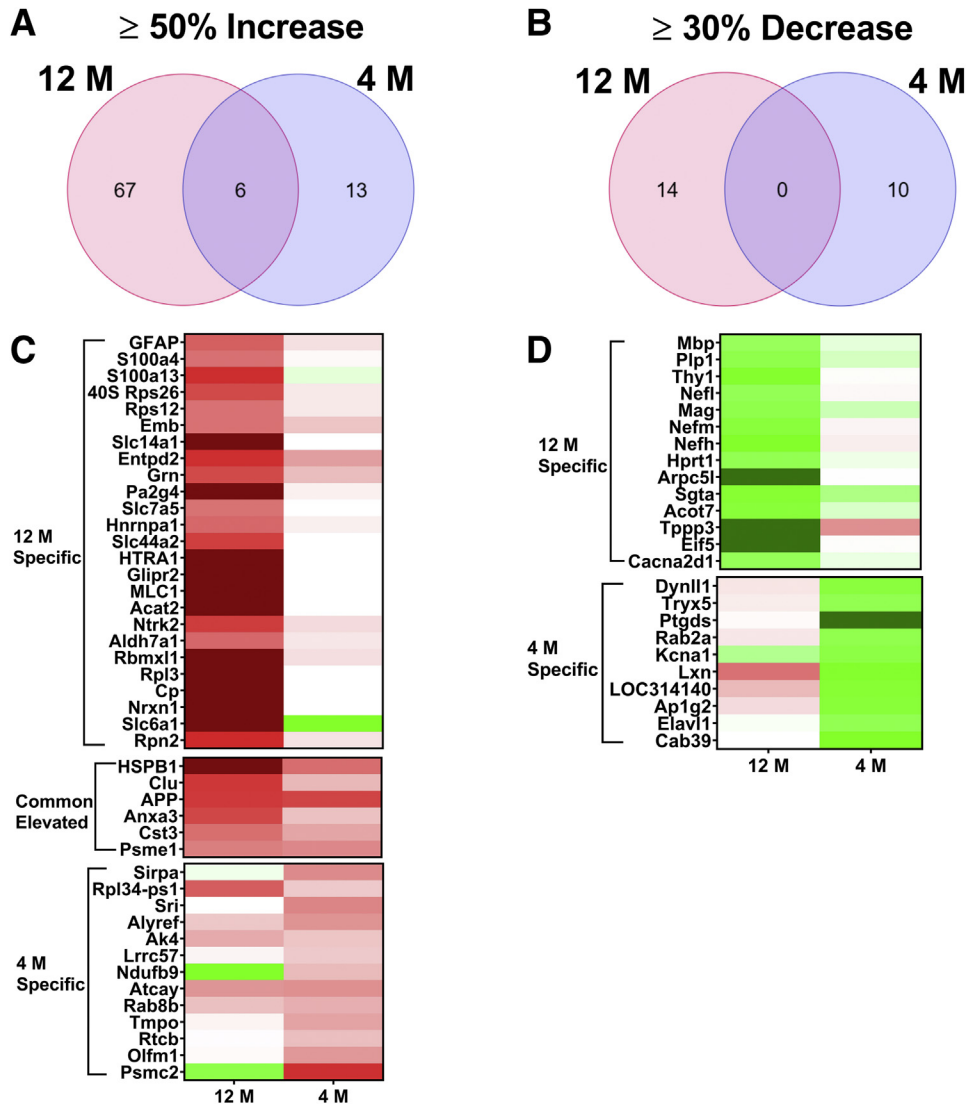 A
≥ 50% Increase
12 M
4 M
67
6
13
B
≥ 30% Decrease
12 M
4 M
14
0
10
C
12 M
Specific
GFAP
S100a4
S100a13
40S Rps26
Rps12
Emb
Slc14a1
Entpd2
Grn
Pa2g4
Slc7a5
Hnrnpa1
Slc44a2
HTRA1
Glipr2
MLC1
Acat2
Ntrk2
Aldh7a1
Rbmxl1
Rpl3
Cp
Nrxn1
Slc6a1
Rpn2
Common
Elevated
HSPB1
Clu
APP
Anxa3
Cst3
Psme1
4 M
Specific
Sirpa
Rpl34-ps1
Sri
Alyref
Ak4
Lrrc57
Ndufb9
Atcay
Rab8b
Tmpo
Rtcb
Olfm1
Psmc2
12 M
4 M
D
12 M
Specific
Mbp
Plp1
Thy1
Nefl
Mag
Nefm
Nefh
Hprt1
Arpc5l
Sgta
Acot7
Tppp3
Eif5
Cacna2d1
4 M
Specific
Dynll1
Tryx5
Ptgds
Rab2a
Kcna1
Lxn
LOC314140
Ap1g2
Elavl1
Cab39
12 M
4 M